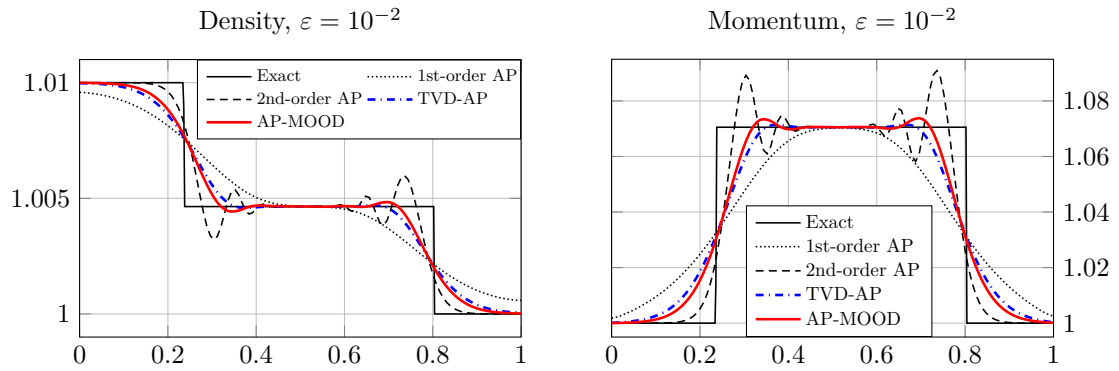 Density, ε = 10⁻²
Exact
1st-order AP
2nd-order AP
TVD-AP
AP-MOOD
1.01
1.005
1
0 0.2 0.4 0.6 0.8 1
Momentum, ε = 10⁻²
Exact
1st-order AP
2nd-order AP
TVD-AP
AP-MOOD
1.08
1.06
1.04
1.02
1
0 0.2 0.4 0.6 0.8 1